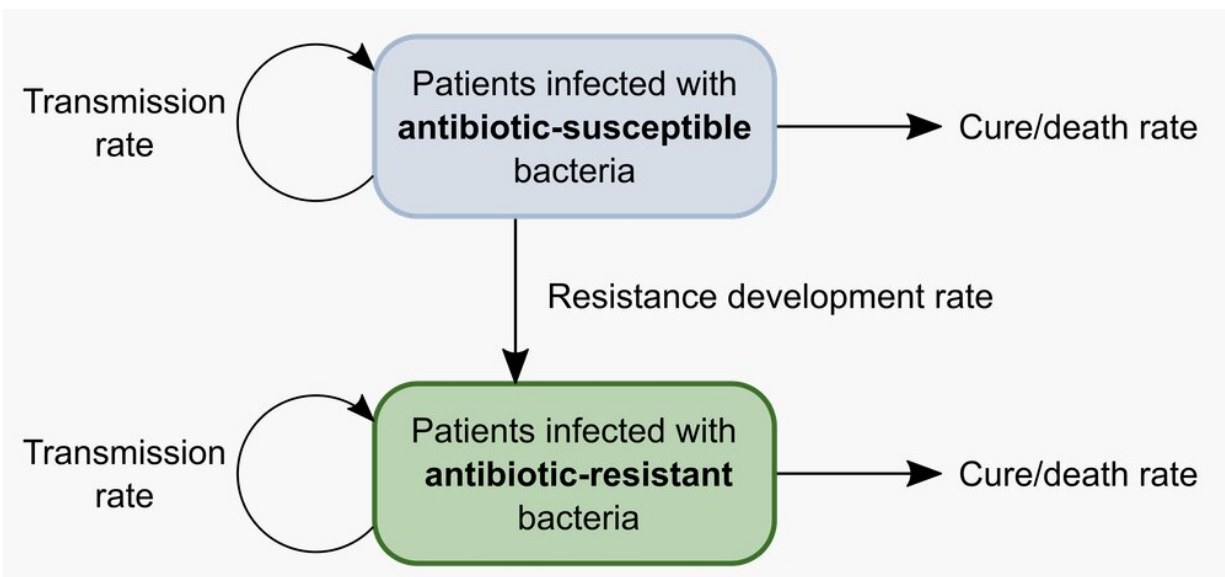 Transmission
rate
Patients infected with
antibiotic-susceptible
bacteria
Cure/death rate
Resistance development rate
Transmission
rate
Patients infected with
antibiotic-resistant
bacteria
Cure/death rate